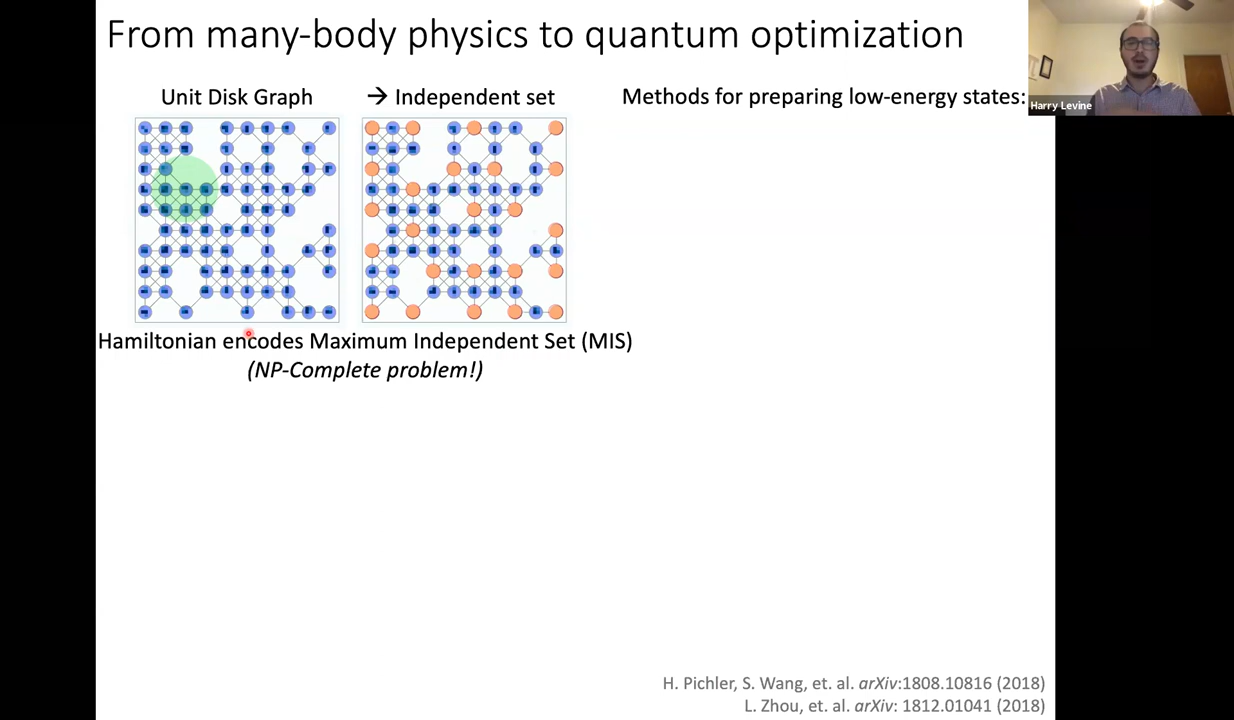 From many-body physics to quantum optimization
Unit Disk Graph
→ Independent set
Methods for preparing low-energy states:
Harry Levine
Hamiltonian encodes Maximum Independent Set (MIS)
(NP-Complete problem!)
H. Pichler, S. Wang, et. al. arXiv:1808.10816 (2018)
L. Zhou, et. al. arXiv: 1812.01041 (2018)